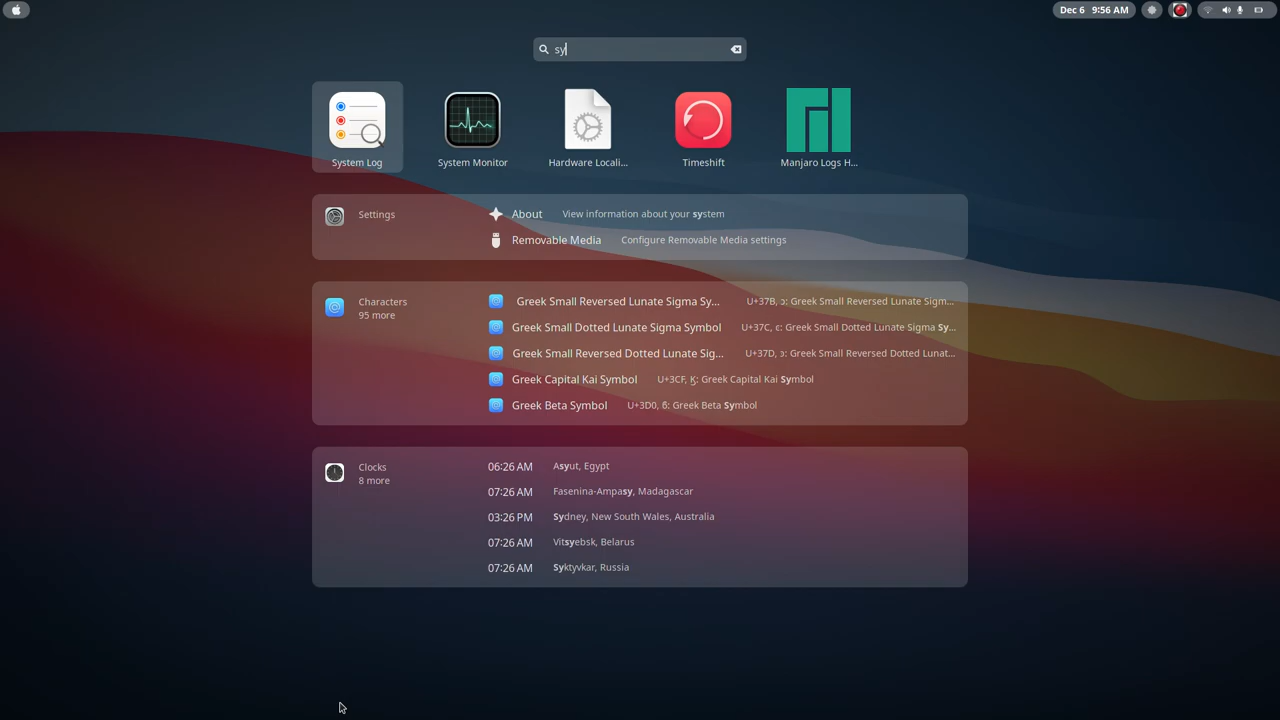 Dec 6 9:56 AM
sy
System Log
System Monitor
Hardware Locali...
Timeshift
Manjaro Logs H...
Settings
About View information about your system
Removable Media Configure Removable Media settings
Characters
95 more
Greek Small Reversed Lunate Sigma Sy... U+37B, ͻ: Greek Small Reversed Lunate Sigm...
Greek Small Dotted Lunate Sigma Symbol U+37C, ͼ: Greek Small Dotted Lunate Sigma Sy...
Greek Small Reversed Dotted Lunate Sig... U+37D, ͽ: Greek Small Reversed Dotted Lunat...
Greek Capital Kai Symbol U+3CF, Ϗ: Greek Capital Kai Symbol
Greek Beta Symbol U+3D0, ϐ: Greek Beta Symbol
Clocks
8 more
06:26 AM Asyut, Egypt
07:26 AM Fasenina-Ampasy, Madagascar
03:26 PM Sydney, New South Wales, Australia
07:26 AM Vitsyebsk, Belarus
07:26 AM Syktyvkar, Russia